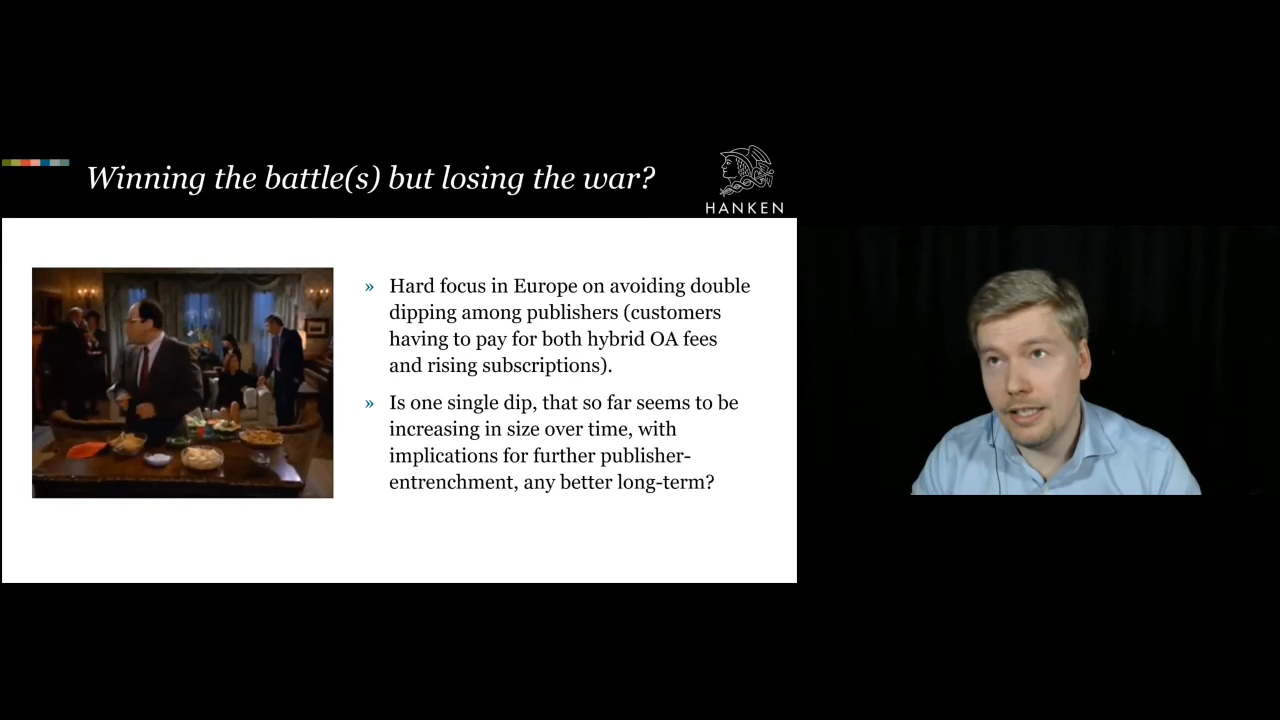 Winning the battle(s) but losing the war?
HANKEN
» Hard focus in Europe on avoiding double
dipping among publishers (customers
having to pay for both hybrid OA fees
and rising subscriptions).
» Is one single dip, that so far seems to be
increasing in size over time, with
implications for further publisher-
entrenchment, any better long-term?